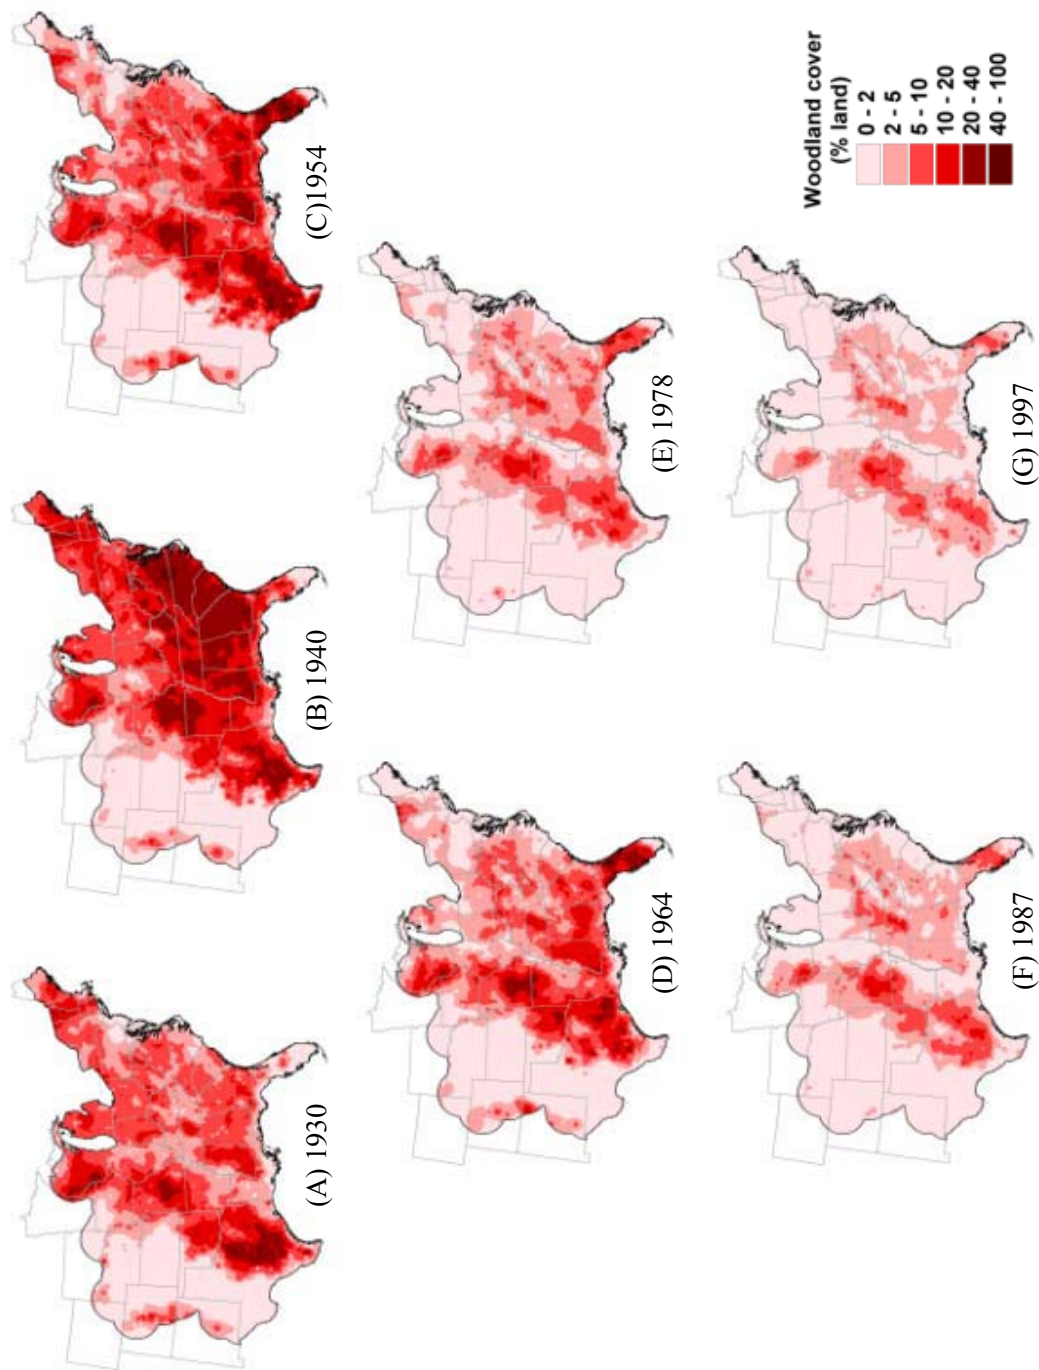 (A) 1930
(B) 1940
(C)1954
(D) 1964
(E) 1978
(F) 1987
(G) 1997
Woodland cover
(% land)
0 - 2
2 - 5
5 - 10
10 - 20
20 - 40
40 - 100